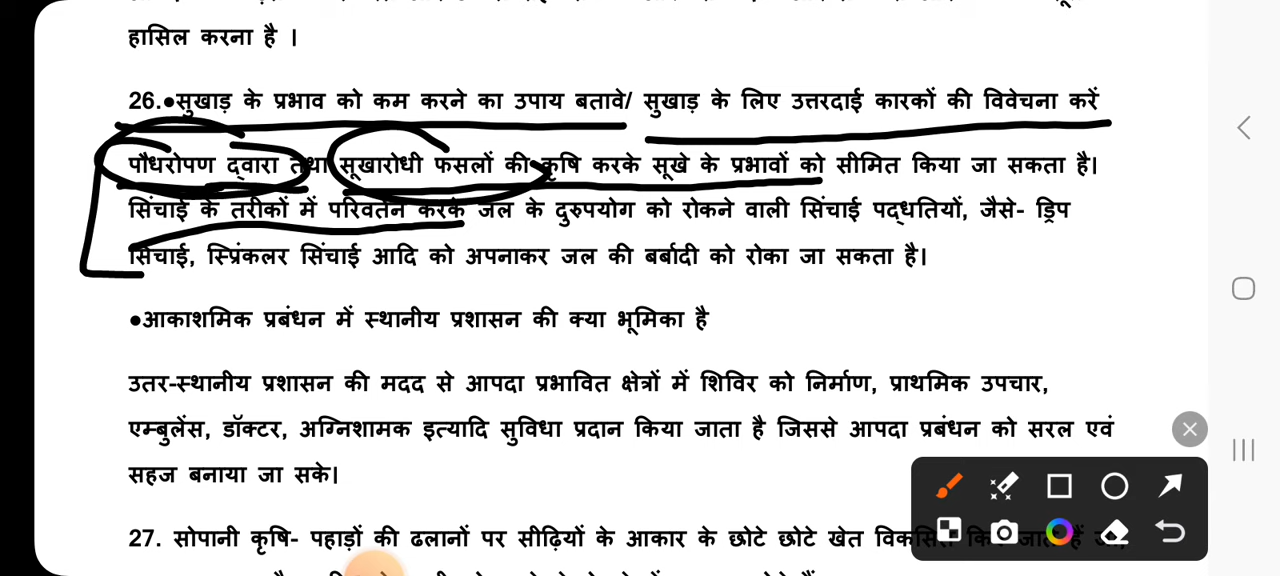 हासिल करना है ।
26.●सुखाड़ के प्रभाव को कम करने का उपाय बतावे/ सुखाड़ के लिए उत्तरदाई कारकों की विवेचना करें
पौधरोपण द्वारा तथा सूखारोधी फसलों की कृषि करके सूखे के प्रभावों को सीमित किया जा सकता है।
सिंचाई के तरीकों में परिवर्तन करके जल के दुरुपयोग को रोकने वाली सिंचाई पद्धतियों, जैसे- ड्रिप
सिंचाई, स्प्रिंकलर सिंचाई आदि को अपनाकर जल की बर्बादी को रोका जा सकता है।
●आकाशमिक प्रबंधन में स्थानीय प्रशासन की क्या भूमिका है
उतर-स्थानीय प्रशासन की मदद से आपदा प्रभावित क्षेत्रों में शिविर को निर्माण, प्राथमिक उपचार,
एम्बुलेंस, डॉक्टर, अग्निशामक इत्यादि सुविधा प्रदान किया जाता है जिससे आपदा प्रबंधन को सरल एवं
सहज बनाया जा सके।
27. सोपानी कृषि- पहाड़ों की ढलानों पर सीढ़ियों के आकार के छोटे छोटे खेत